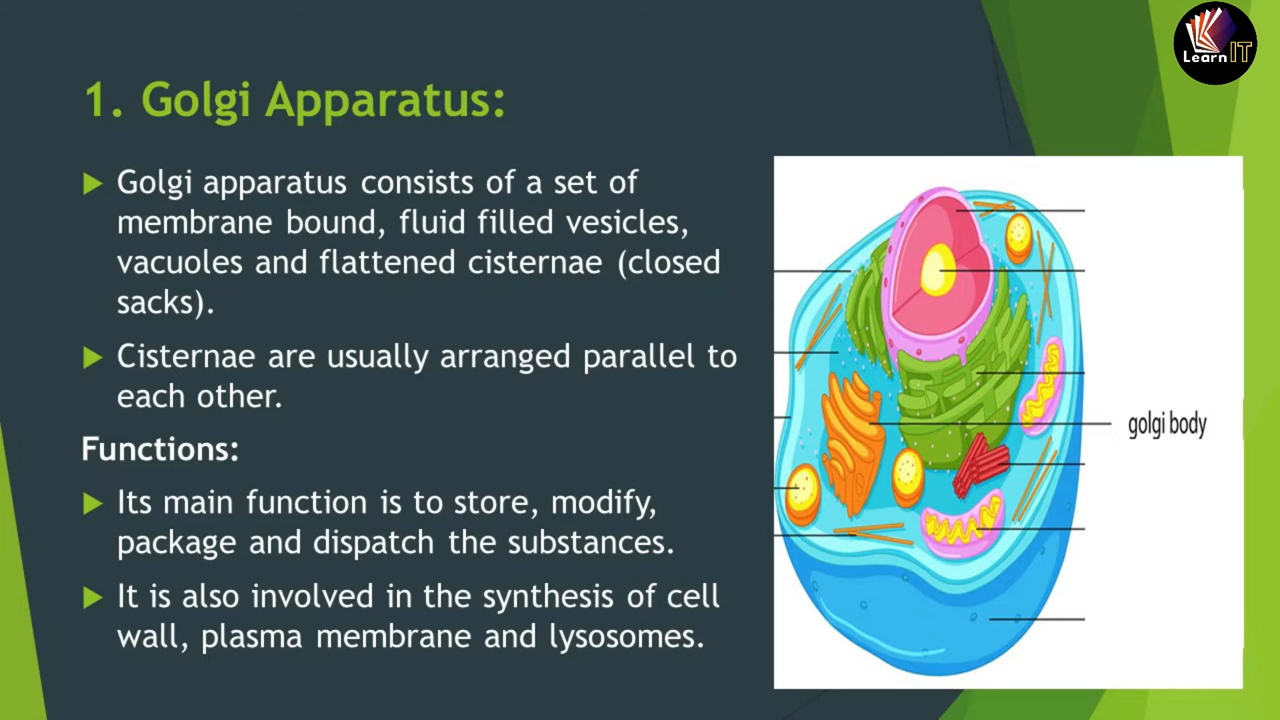 Learn IT
1. Golgi Apparatus:
Golgi apparatus consists of a set of
membrane bound, fluid filled vesicles,
vacuoles and flattened cisternae (closed
sacks).
Cisternae are usually arranged parallel to
each other.
Functions:
Its main function is to store, modify,
package and dispatch the substances.
It is also involved in the synthesis of cell
wall, plasma membrane and lysosomes.
golgi body